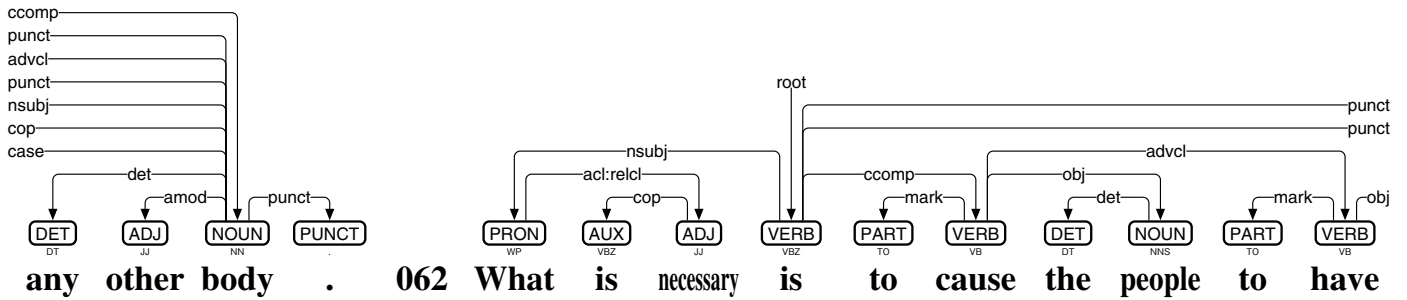 ccomp
punct
advcl
punct root
nsubj punct
cop punct
case nsubj advcl
det acl:relcl ccomp obj
amod punct cop mark det mark obj
DET ADJ NOUN PUNCT PRON AUX ADJ VERB PART VERB DET NOUN PART VERB
DT JJ NN . WP VBZ JJ VBZ TO VB DT NNS TO VB
any other body . 062 What is necessary is to cause the people to have